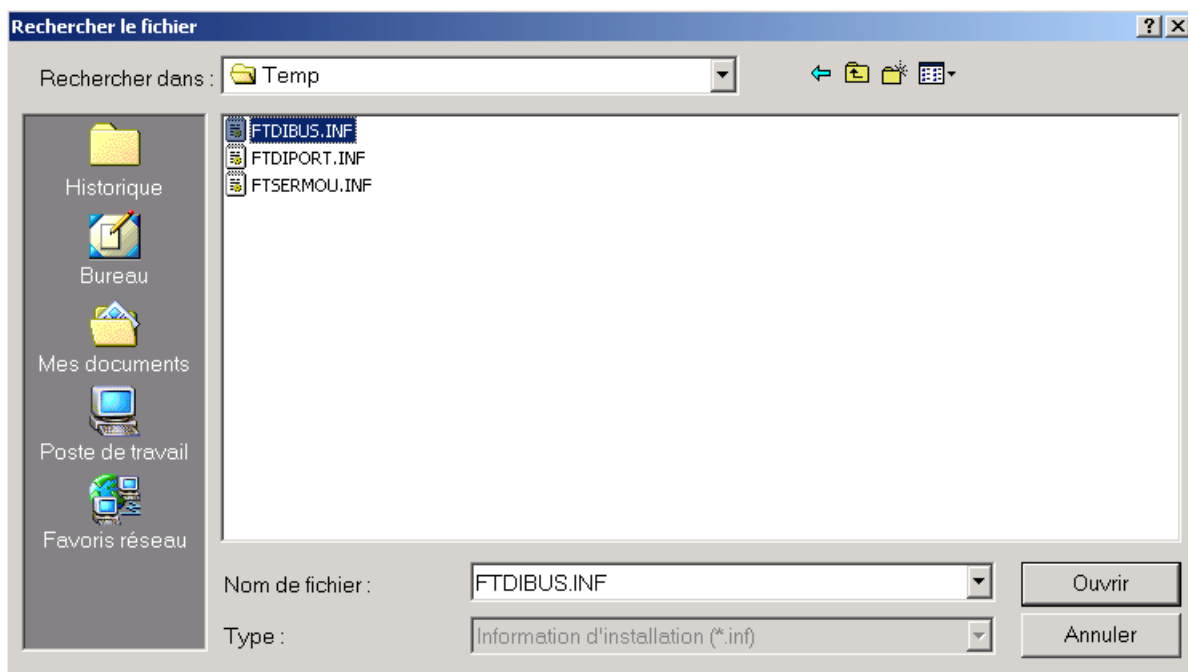 Rechercher le fichier
Rechercher dans : Temp
FTDIBUS.INF
FTDIPORT.INF
FTSERMOU.INF
Historique
Bureau
Mes documents
Poste de travail
Favoris réseau
Nom de fichier : FTDIBUS.INF Ouvrir
Type : Information d'installation (*.inf) Annuler